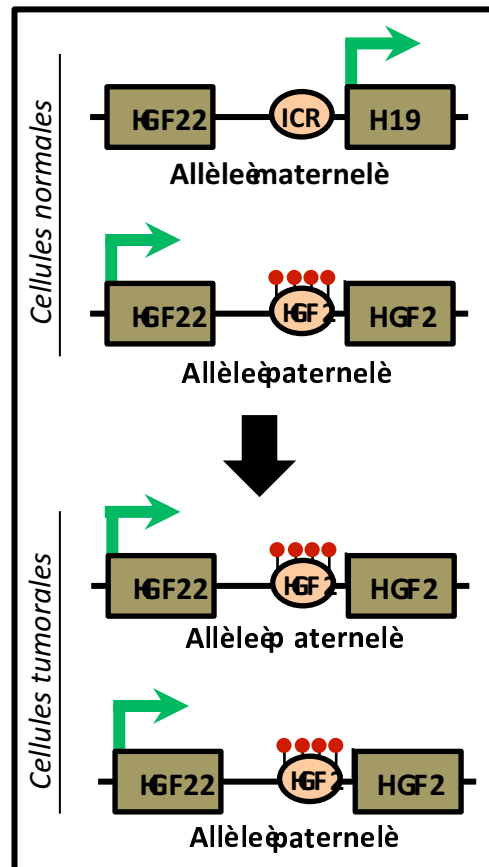 Cellules normales
HGF22 ICR H19
Allèleèmaternelè
HGF22 HGF2 HGF2
Allèleèpaternelè
Cellules tumorales
HGF22 HGF2 HGF2
Allèleèp aternelè
HGF22 HGF2 HGF2
Allèleèpaternelè